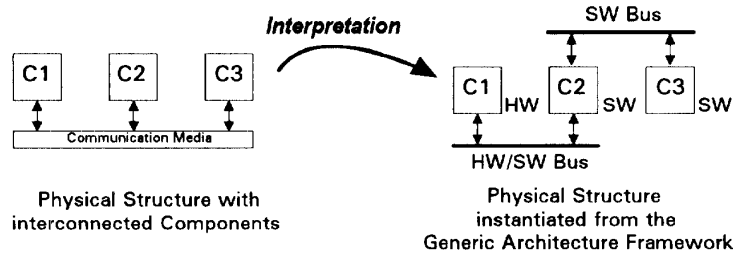 Interpretation
SW Bus
C1
C2
C3
Communication Media
C1
HW
C2
SW
C3
SW
HW/SW Bus
Physical Structure with
interconnected Components
Physical Structure
instantiated from the
Generic Architecture Framework